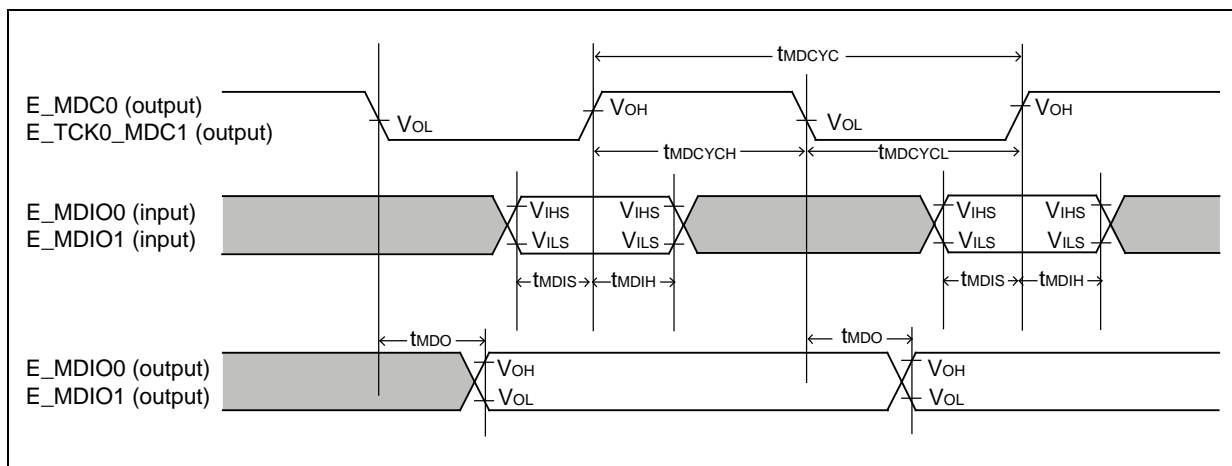 tMDCYC
E_MDC0 (output)
E_TCK0_MDC1 (output)
VOL
VOH
VOL
VOH
tMDCYCH
tMDCYCL
E_MDIO0 (input)
E_MDIO1 (input)
VIHS
VIHS
VIHS
VIHS
VILS
VILS
VILS
VILS
tMDIS
tMDIH
tMDIS
tMDIH
tMDO
tMDO
E_MDIO0 (output)
E_MDIO1 (output)
VOH
VOH
VOL
VOL